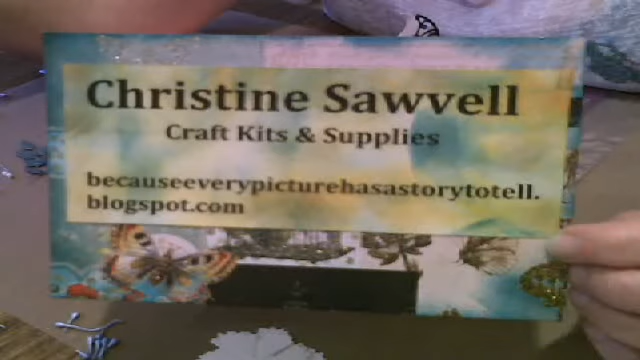 Christine Sawvell
Craft Kits & Supplies
becauseeverypicturehasastorytotell.
blogspot.com